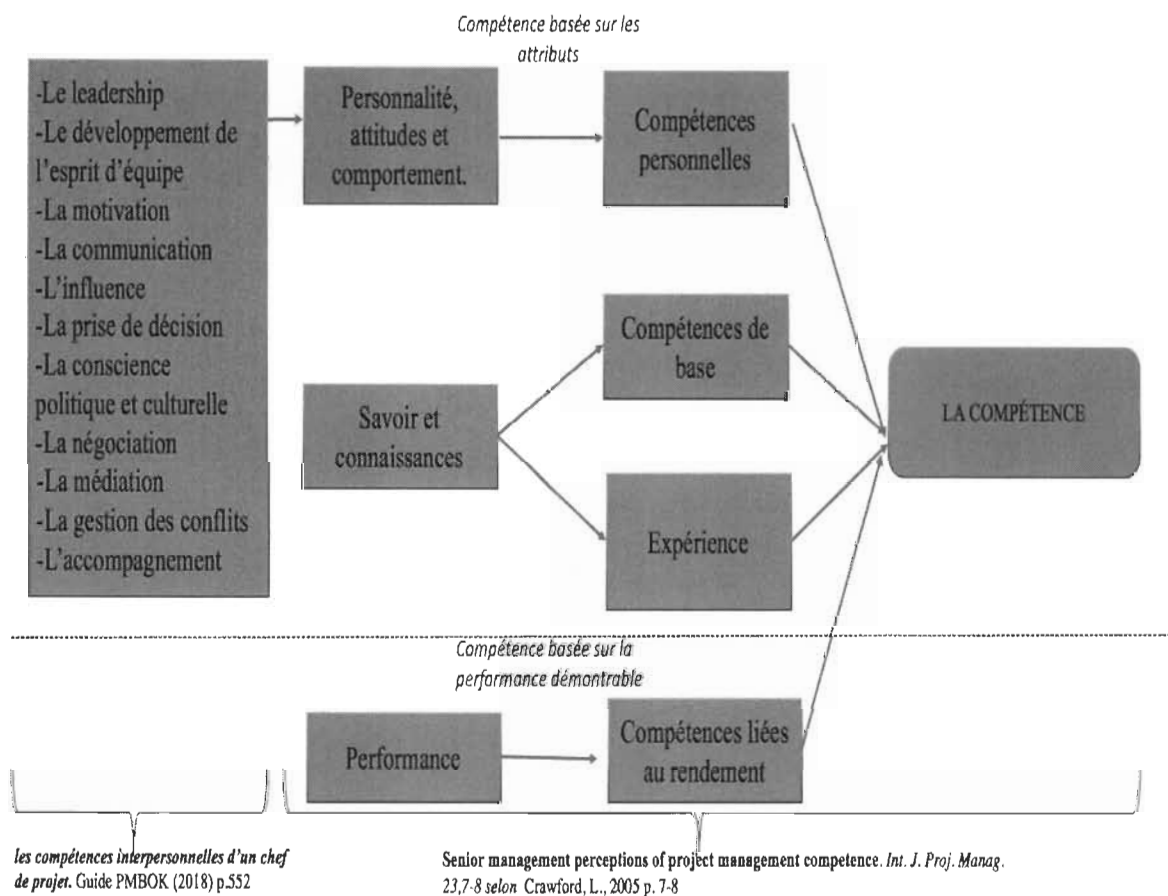 Compétence basée sur les
attributs
-Le leadership
-Le développement de
l'esprit d'équipe
-La motivation
-La communication
-L'influence
-La prise de décision
-La conscience
politique et culturelle
-La négociation
-La médiation
-La gestion des conflits
-L'accompagnement
Personnalité,
attitudes et
comportement.
Compétences
personnelles
Savoir et
connaissances
Compétences de
base
Expérience
LA COMPÉTENCE
Compétence basée sur la
performance démontrable
Performance
Compétences liées
au rendement
les compétences interpersonnelles d'un chef
de projet. Guide PMBOK (2018) p.552
Senior management perceptions of project management competence. Int. J. Proj. Manag.
23,7-8 selon Crawford, L., 2005 p. 7-8